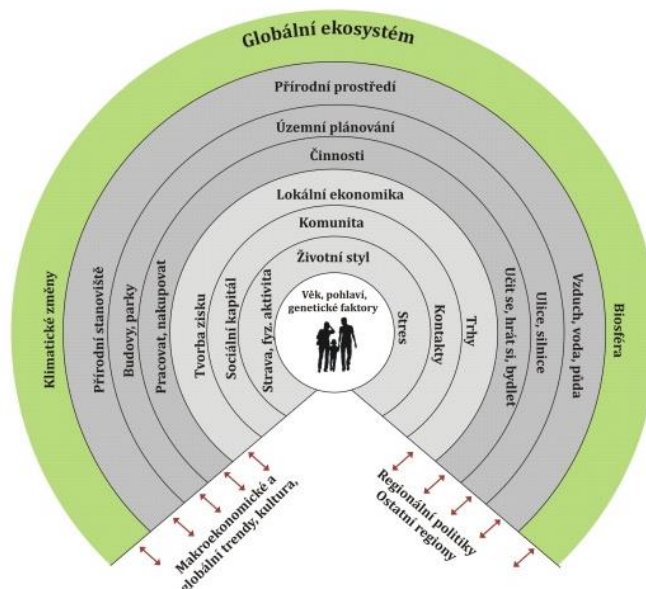 Globální ekosystém
Přírodní prostředí
Územní plánování
Činnosti
Lokální ekonomika
Komunita
Životní styl
Věk, pohlaví,
genetické faktory
Klimatické změny
Přírodní stanoviště
Budovy, parky
Pracovat, nakupovat
Tvorba zisku
Sociální kapitál
Strava, fyz. aktivita
Stres
Kontakty
Trhy
Učit se, hrát si, bydlet
Ulice, silnice
Vzduch, voda, půda
Biosféra
Makroekonomické a
globální trendy, kultura,
Regionální politiky
Ostatní regiony